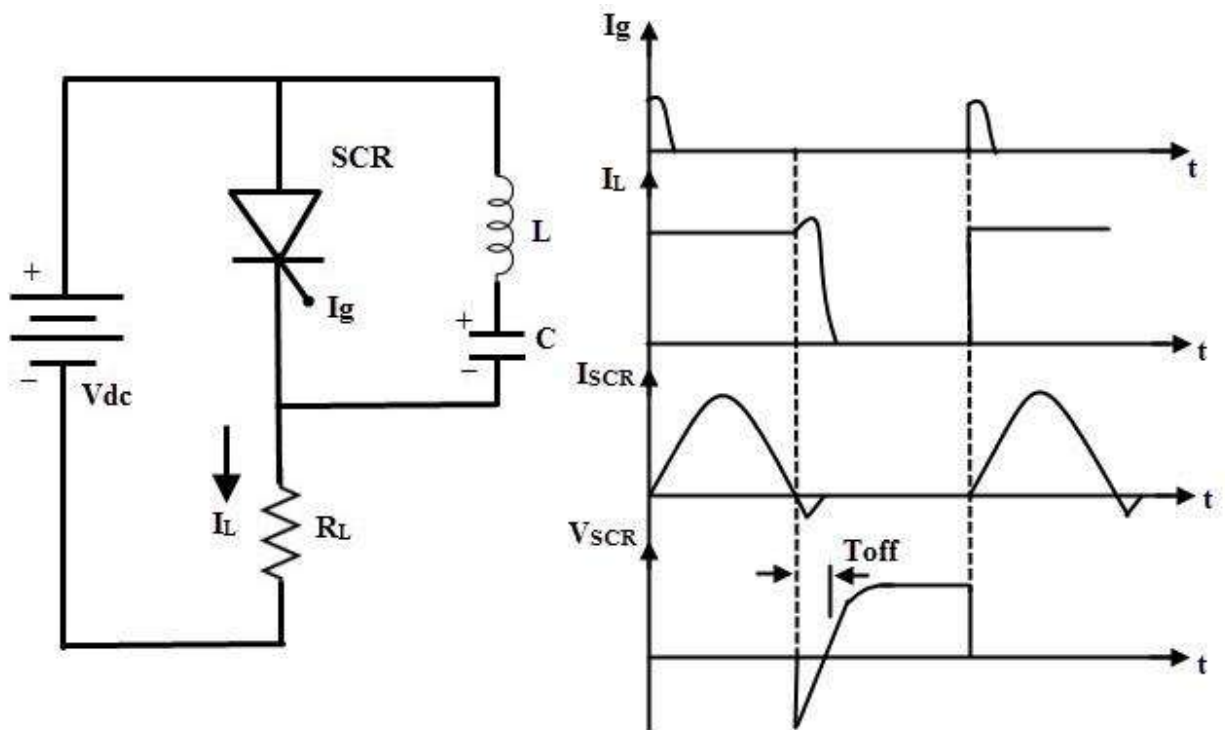 SCR
L
+
Ig
+
C
−
−
Vdc
IL
RL
Ig
t
IL
t
ISCR
t
VSCR
Toff
t